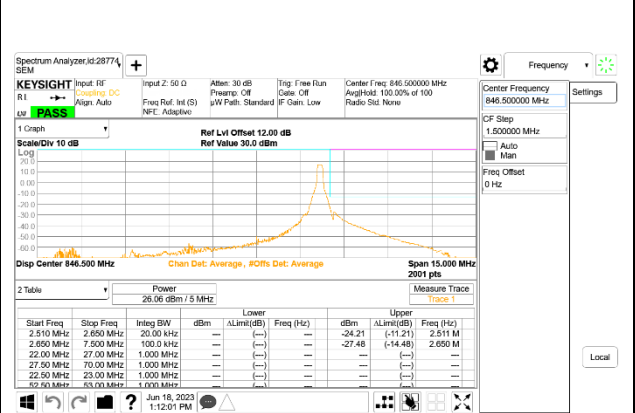 Spectrum Analyzer,id:28774,
SEM
+
Frequency
KEYSIGHT Input: RF Input Z: 50 Ω Atten: 30 dB Trig: Free Run Center Freq: 846.500000 MHz
Coupling: DC Preamp: Off Gate: Off Avg|Hold: 100.00% of 100
Align: Auto Freq Ref: Int (S) µW Path: Standard IF Gain: Low Radio Std: None
NFE: Adaptive
PASS
Center Frequency
846.500000 MHz
Settings
CF Step
1.500000 MHz
Auto
Man
Freq Offset
0 Hz
1 Graph
Ref Lvl Offset 12.00 dB
Scale/Div 10 dB Ref Value 30.0 dBm
Log
20.0
10.0
0.00
-10.0
-20.0
-30.0
-40.0
-50.0
-60.0
Disp Center 846.500 MHz Chan Det: Average, #Offs Det: Average Span 15.000 MHz
2001 pts
2 Table
Power
26.06 dBm / 5 MHz
Measure Trace
Trace 1
Lower Upper
Start Freq Stop Freq Integ BW dBm ΔLimit(dB) Freq (Hz) dBm ΔLimit(dB) Freq (Hz)
2.510 MHz 2.650 MHz 20.00 kHz --- (---) --- -24.21 (-11.21) 2.511 M
2.650 MHz 7.500 MHz 100.0 kHz --- (---) --- -27.48 (-14.48) 2.650 M
22.00 MHz 27.00 MHz 1.000 MHz --- (---) --- --- (---) ---
27.50 MHz 70.00 MHz 1.000 MHz --- (---) --- --- (---) ---
22.50 MHz 23.00 MHz 1.000 MHz --- (---) --- --- (---) ---
52.50 MHz 53.00 MHz 1.000 MHz --- (---) --- --- (---) ---
Local
?
Jun 18, 2023
1:12:01 PM